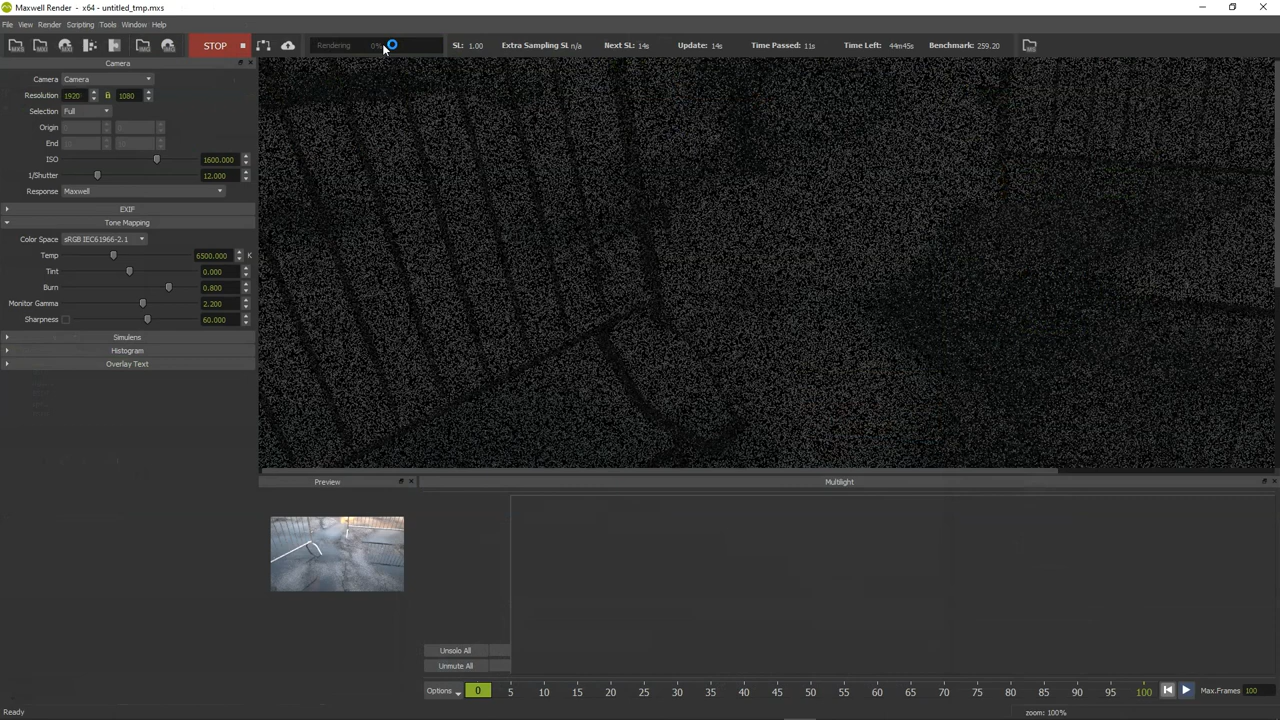 Maxwell Render - x64 - untitled_tmp.mxs
File View Render Scripting Tools Window Help
STOP Rendering 0% SL: 1.00 Extra Sampling SL n/a Next SL: 14s Update: 14s Time Passed: 11s Time Left: 44m45s Benchmark: 259.20
Camera
Camera Camera
Resolution 1920 1080
Selection Full
Origin
End
ISO 1600.000
1/Shutter 12.000
Response Maxwell
EXIF
Tone Mapping
Color Space sRGB IEC61966-2.1
Temp 6500.000 K
Tint 0.000
Burn 0.800
Monitor Gamma 2.200
Sharpness 60.000
Simulens
Histogram
Overlay Text
Preview Multilight
Unsolo All
Unmute All
Options 0 5 10 15 20 25 30 35 40 45 50 55 60 65 70 75 80 85 90 95 100 Max.Frames 100
Ready zoom: 100%